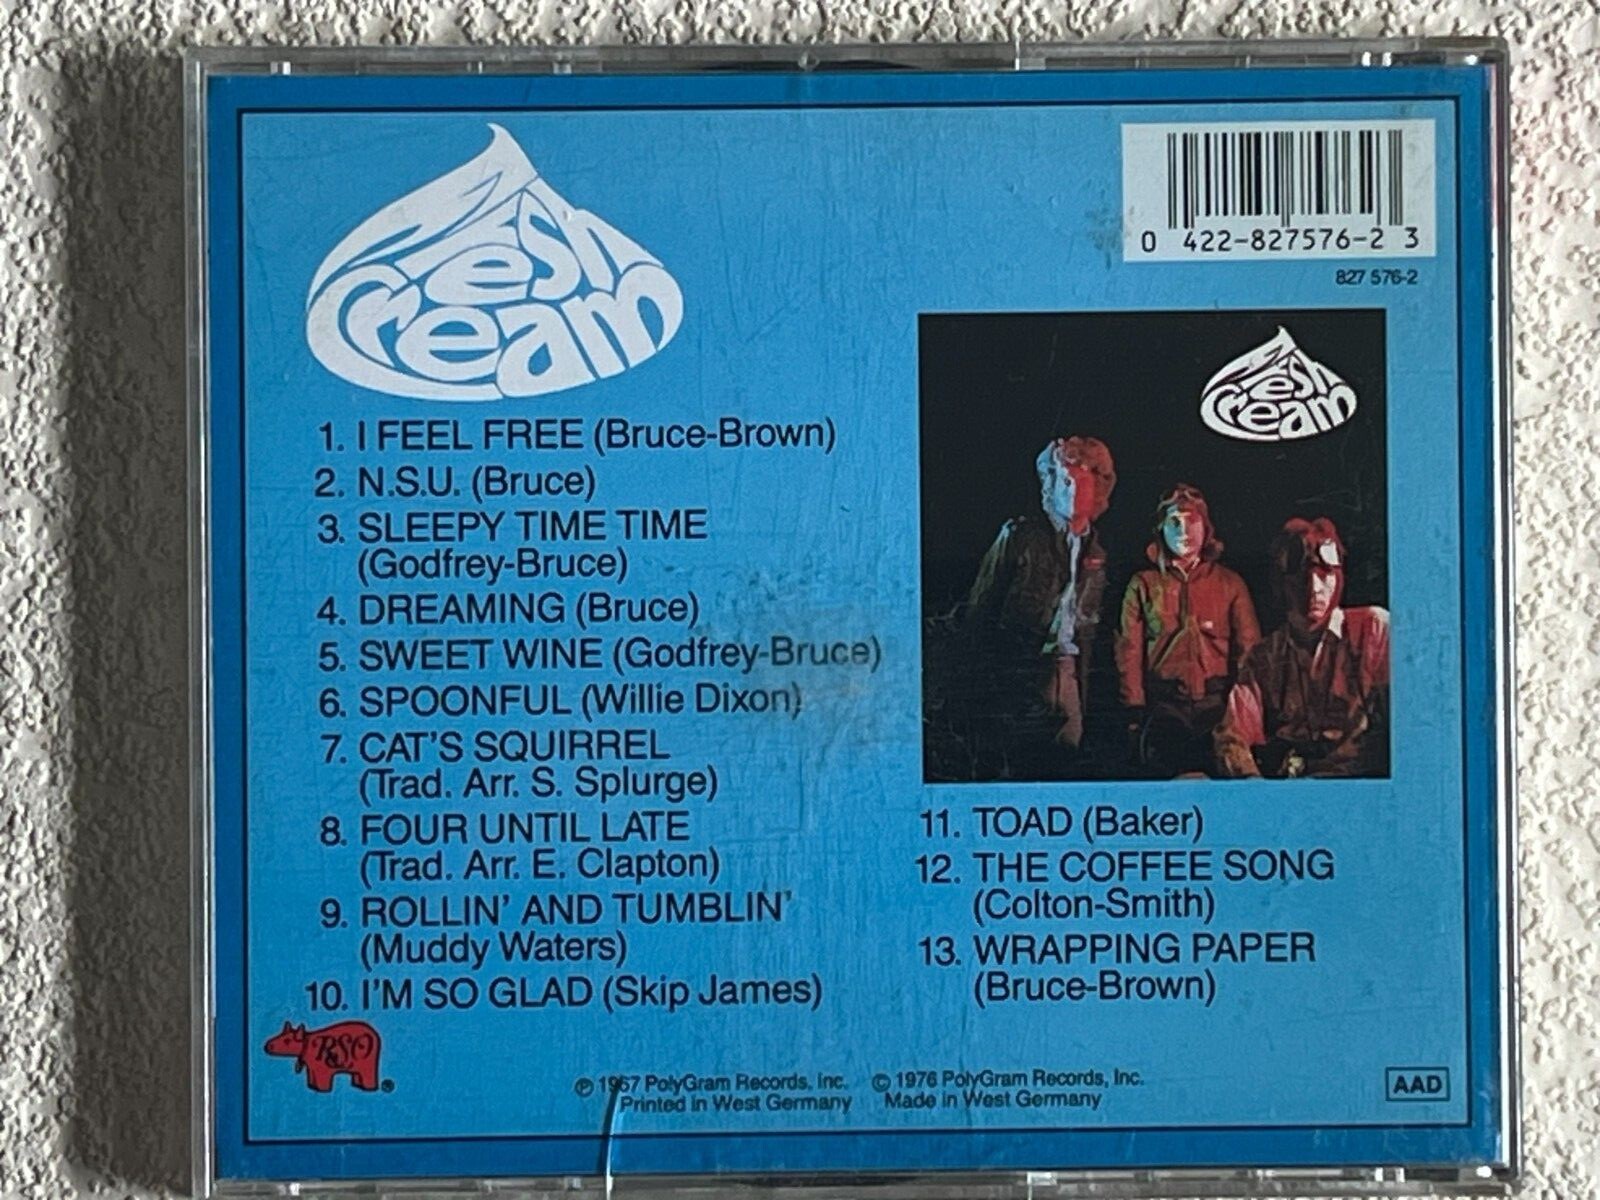 Fresh
Cream
0 422-827576-2 3
827 576-2
Fresh
Cream
1. I FEEL FREE (Bruce-Brown)
2. N.S.U. (Bruce)
3. SLEEPY TIME TIME
(Godfrey-Bruce)
4. DREAMING (Bruce)
5. SWEET WINE (Godfrey-Bruce)
6. SPOONFUL (Willie Dixon)
7. CAT'S SQUIRREL
(Trad. Arr. S. Splurge)
8. FOUR UNTIL LATE
(Trad. Arr. E. Clapton)
9. ROLLIN' AND TUMBLIN'
(Muddy Waters)
10. I'M SO GLAD (Skip James)
11. TOAD (Baker)
12. THE COFFEE SONG
(Colton-Smith)
13. WRAPPING PAPER
(Bruce-Brown)
RSO ®
℗ 1967 PolyGram Records, Inc. © 1976 PolyGram Records, Inc.
Printed in West Germany Made in West Germany
AAD